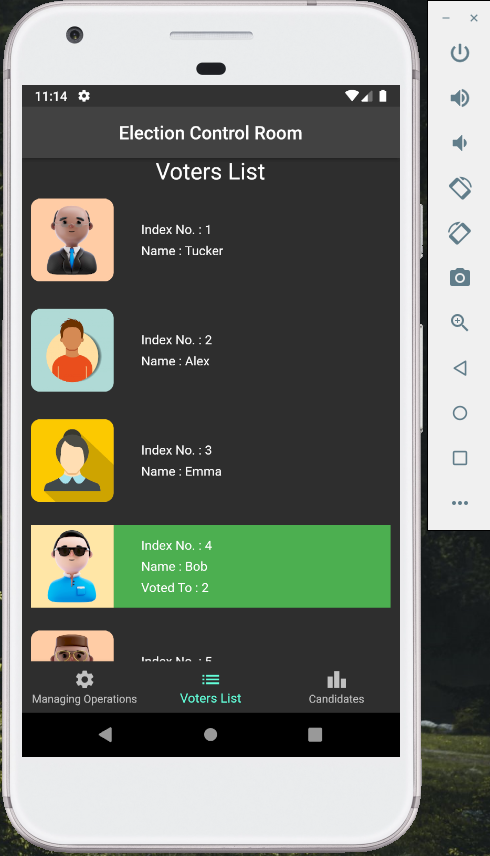 11:14
Election Control Room
Voters List
Index No. : 1
Name : Tucker
Index No. : 2
Name : Alex
Index No. : 3
Name : Emma
Index No. : 4
Name : Bob
Voted To : 2
Index No. : 5
Managing Operations
Voters List
Candidates